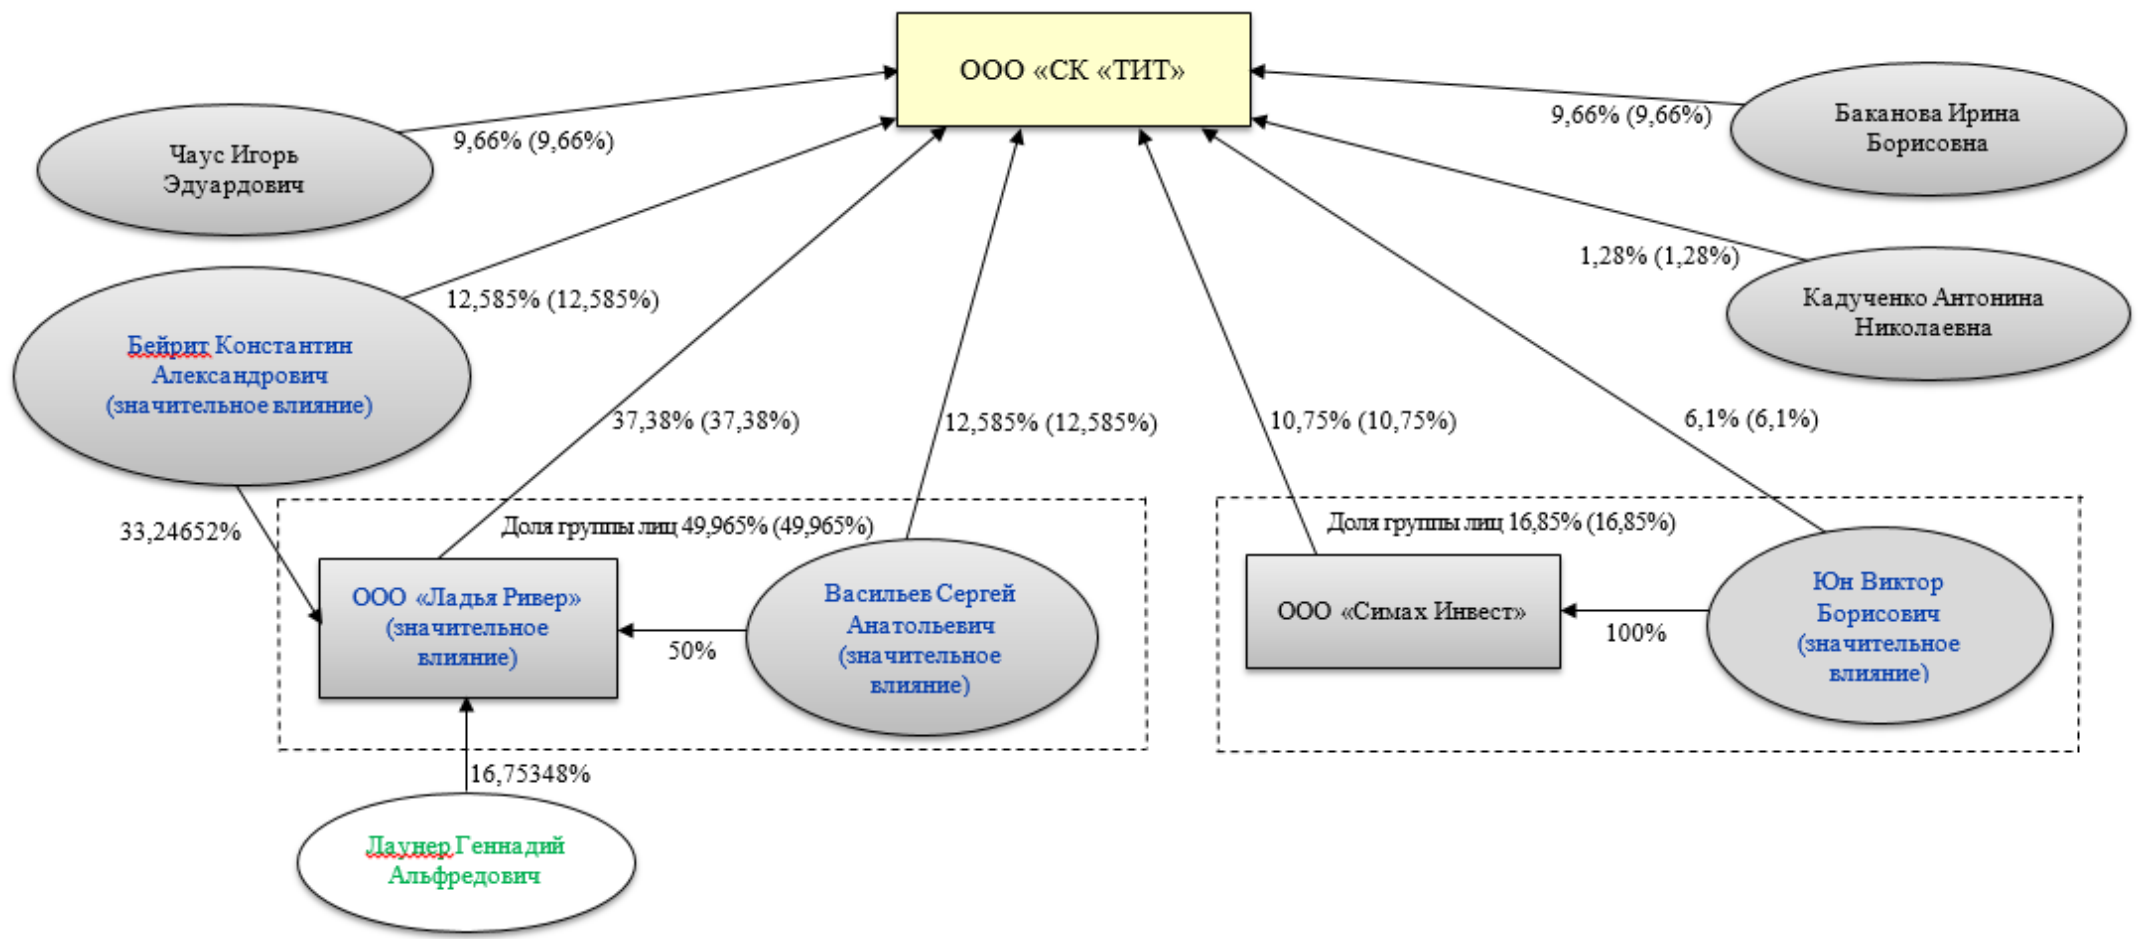 ООО «СК «ТИТ»
9,66% (9,66%)
Баканова Ирина
Борисовна
Чаус Игорь
Эдуардович
9,66% (9,66%)
1,28% (1,28%)
Кадученко Антонина
Николаевна
12,585% (12,585%)
Бейрит Константин
Александрович
(значительное влияние)
37,38% (37,38%)
12,585% (12,585%)
10,75% (10,75%)
6,1% (6,1%)
33,24652%
Доля группы лиц 49,965% (49,965%)
Доля группы лиц 16,85% (16,85%)
ООО «Ладья Ривер»
(значительное
влияние)
50%
Васильев Сергей
Анатольевич
(значительное
влияние)
ООО «Симах Инвест»
100%
Юн Виктор
Борисович
(значительное
влияние)
16,75348%
Лаунер Геннадий
Альфредович